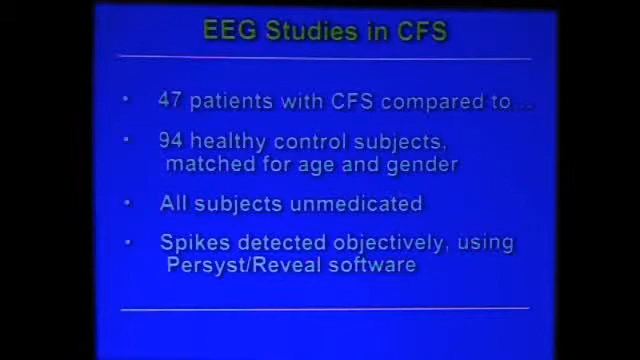 EEG Studies in CFS
• 47 patients with CFS compared to...
• 94 healthy control subjects,
matched for age and gender
• All subjects unmedicated
• Spikes detected objectively, using
Persyst/Reveal software